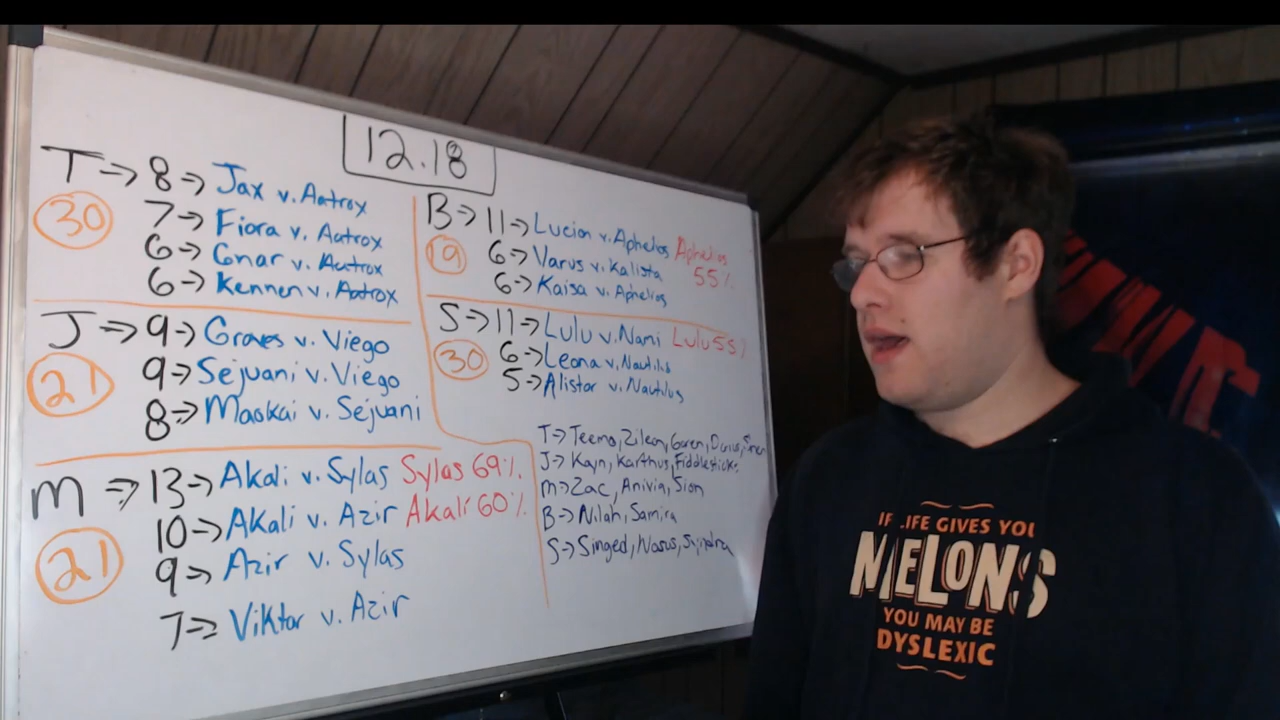 12.18
T → 8 → Jax v. Aatrox
30
7 → Fiora v. Aatrox
6 → Gnar v. Aatrox
6 → Kennen v. Aatrox
J → 9 → Graves v. Viego
21
9 → Sejuani v. Viego
8 → Maokai v. Sejuani
M → 13 → Akali v. Sylas Sylas 69%
10 → Akali v. Azir Akali 60%
21
9 → Azir v. Sylas
7 → Viktor v. Azir
B → 11 → Lucian v. Aphelios Aphelios
19
6 → Varus v. Kalista 55%
6 → Kaisa v. Aphelios
S → 11 → Lulu v. Nami Lulu 55%
30
6 → Leona v. Nautilus
5 → Alistar v. Nautilus
T → Teemo, Zilean, Garen, Darius,
J → Kayn, Karthus, Fiddlesticks
M → Zac, Anivia, Sion
B → Nilah, Samira
S → Singed, Nasus,
IF LIFE GIVES YOU
MELONS
YOU MAY BE
DYSLEXIC